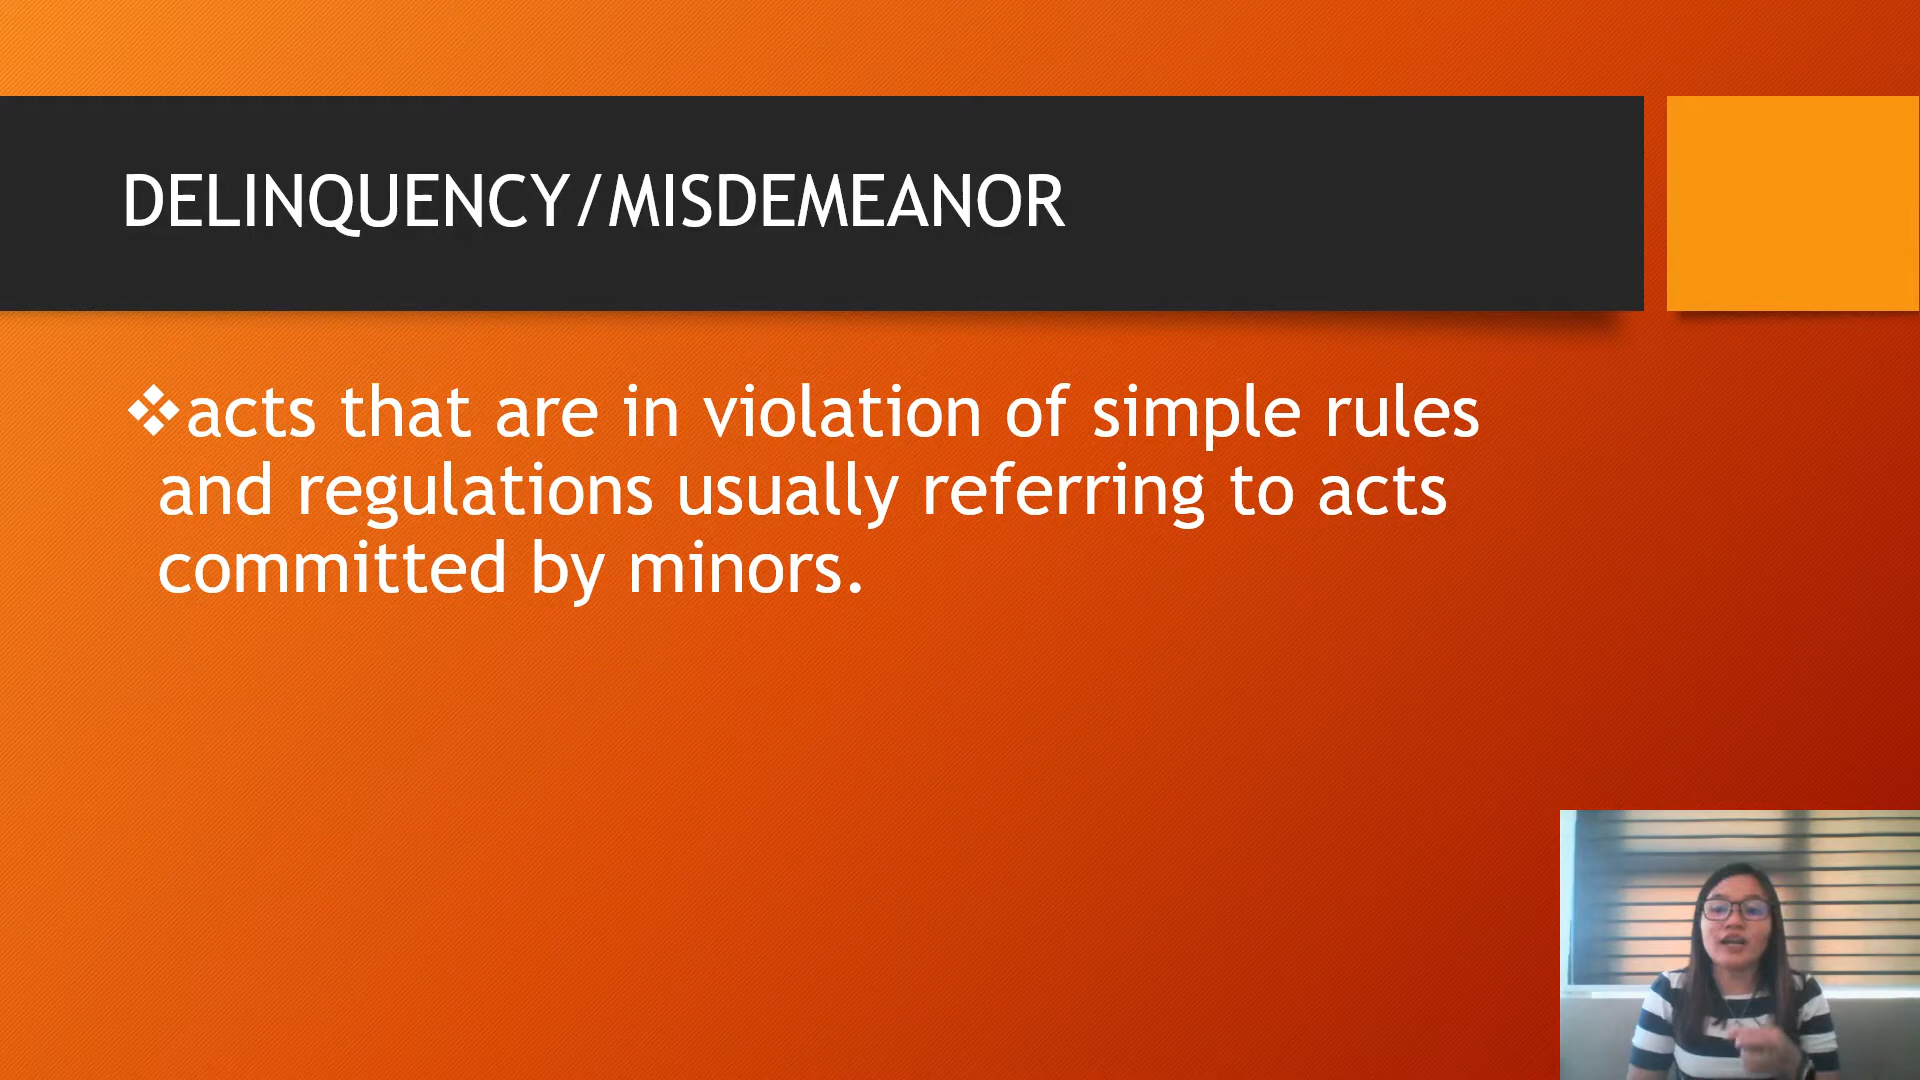 DELINQUENCY/MISDEMEANOR
❖acts that are in violation of simple rules
and regulations usually referring to acts
committed by minors.